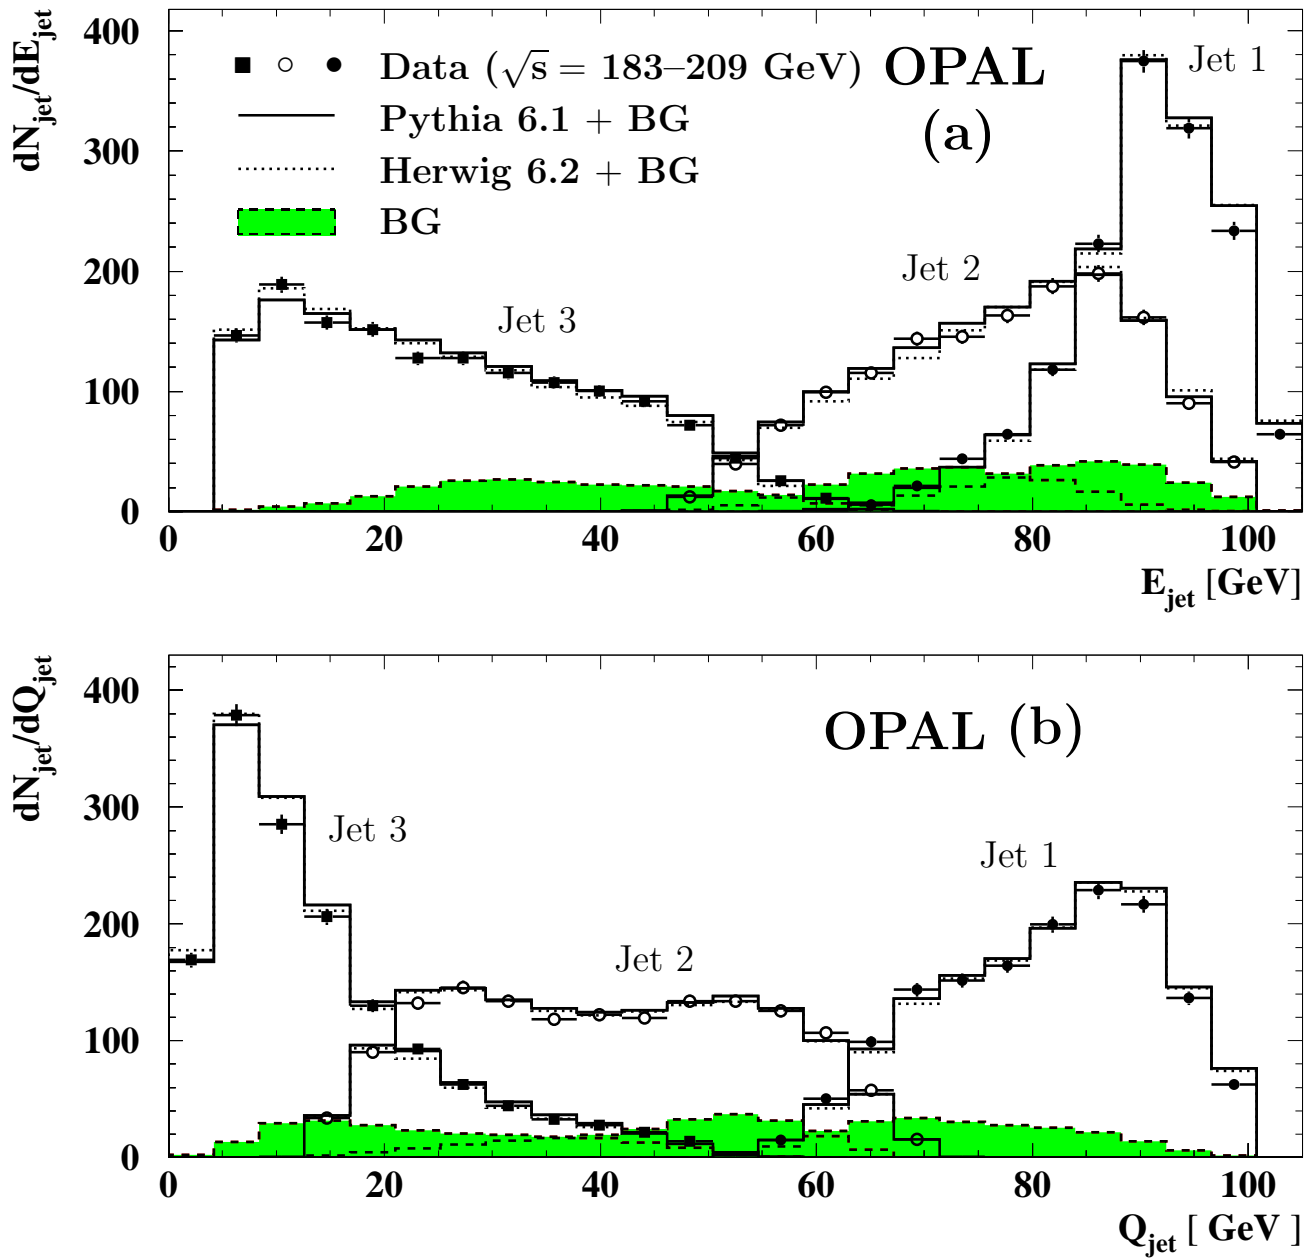 dN_jet/dE_jet
400
300
200
100
0
Data (√s = 183–209 GeV)
Pythia 6.1 + BG
Herwig 6.2 + BG
BG
OPAL
(a)
Jet 1
Jet 2
Jet 3
0 20 40 60 80 100
E_jet [GeV]
dN_jet/dQ_jet
400
300
200
100
0
OPAL (b)
Jet 3
Jet 1
Jet 2
0 20 40 60 80 100
Q_jet [ GeV ]